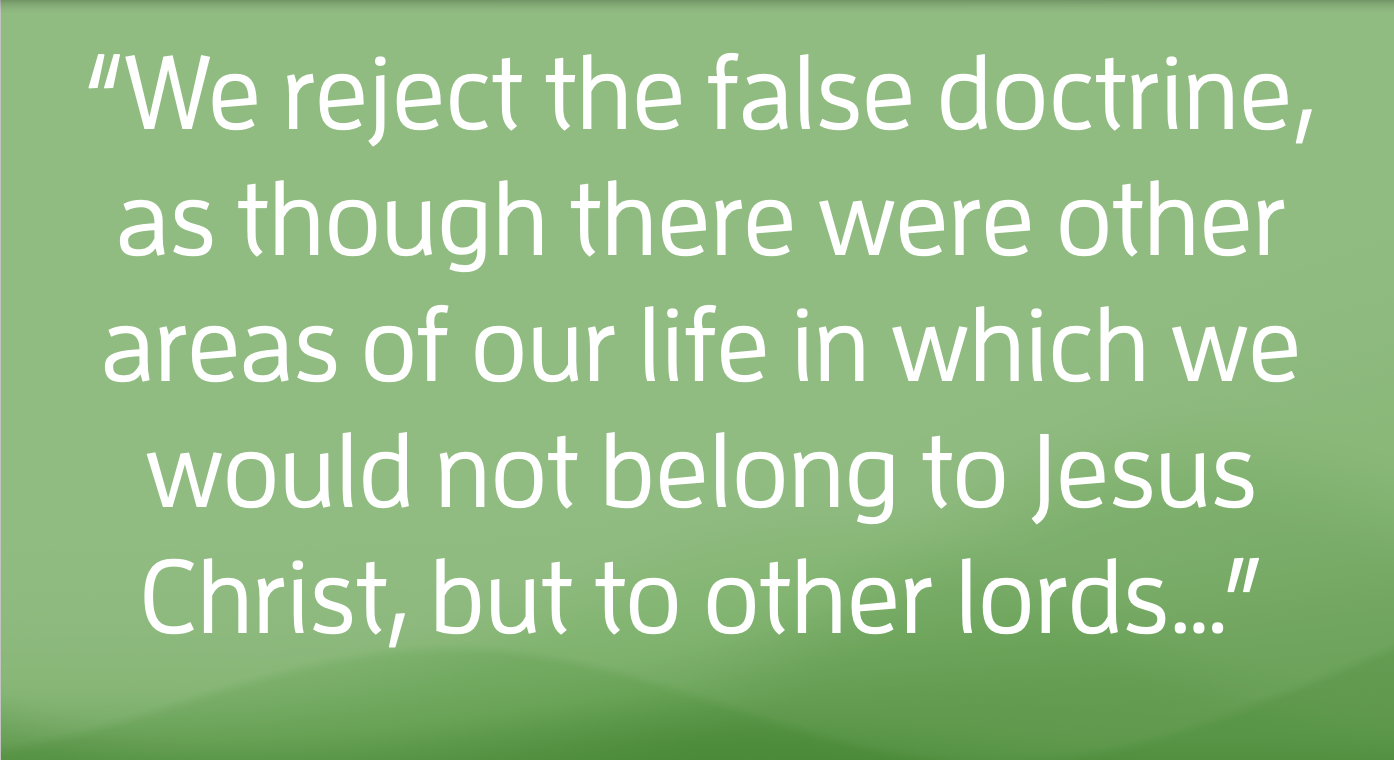 "We reject the false doctrine,
as though there were other
areas of our life in which we
would not belong to Jesus
Christ, but to other lords..."